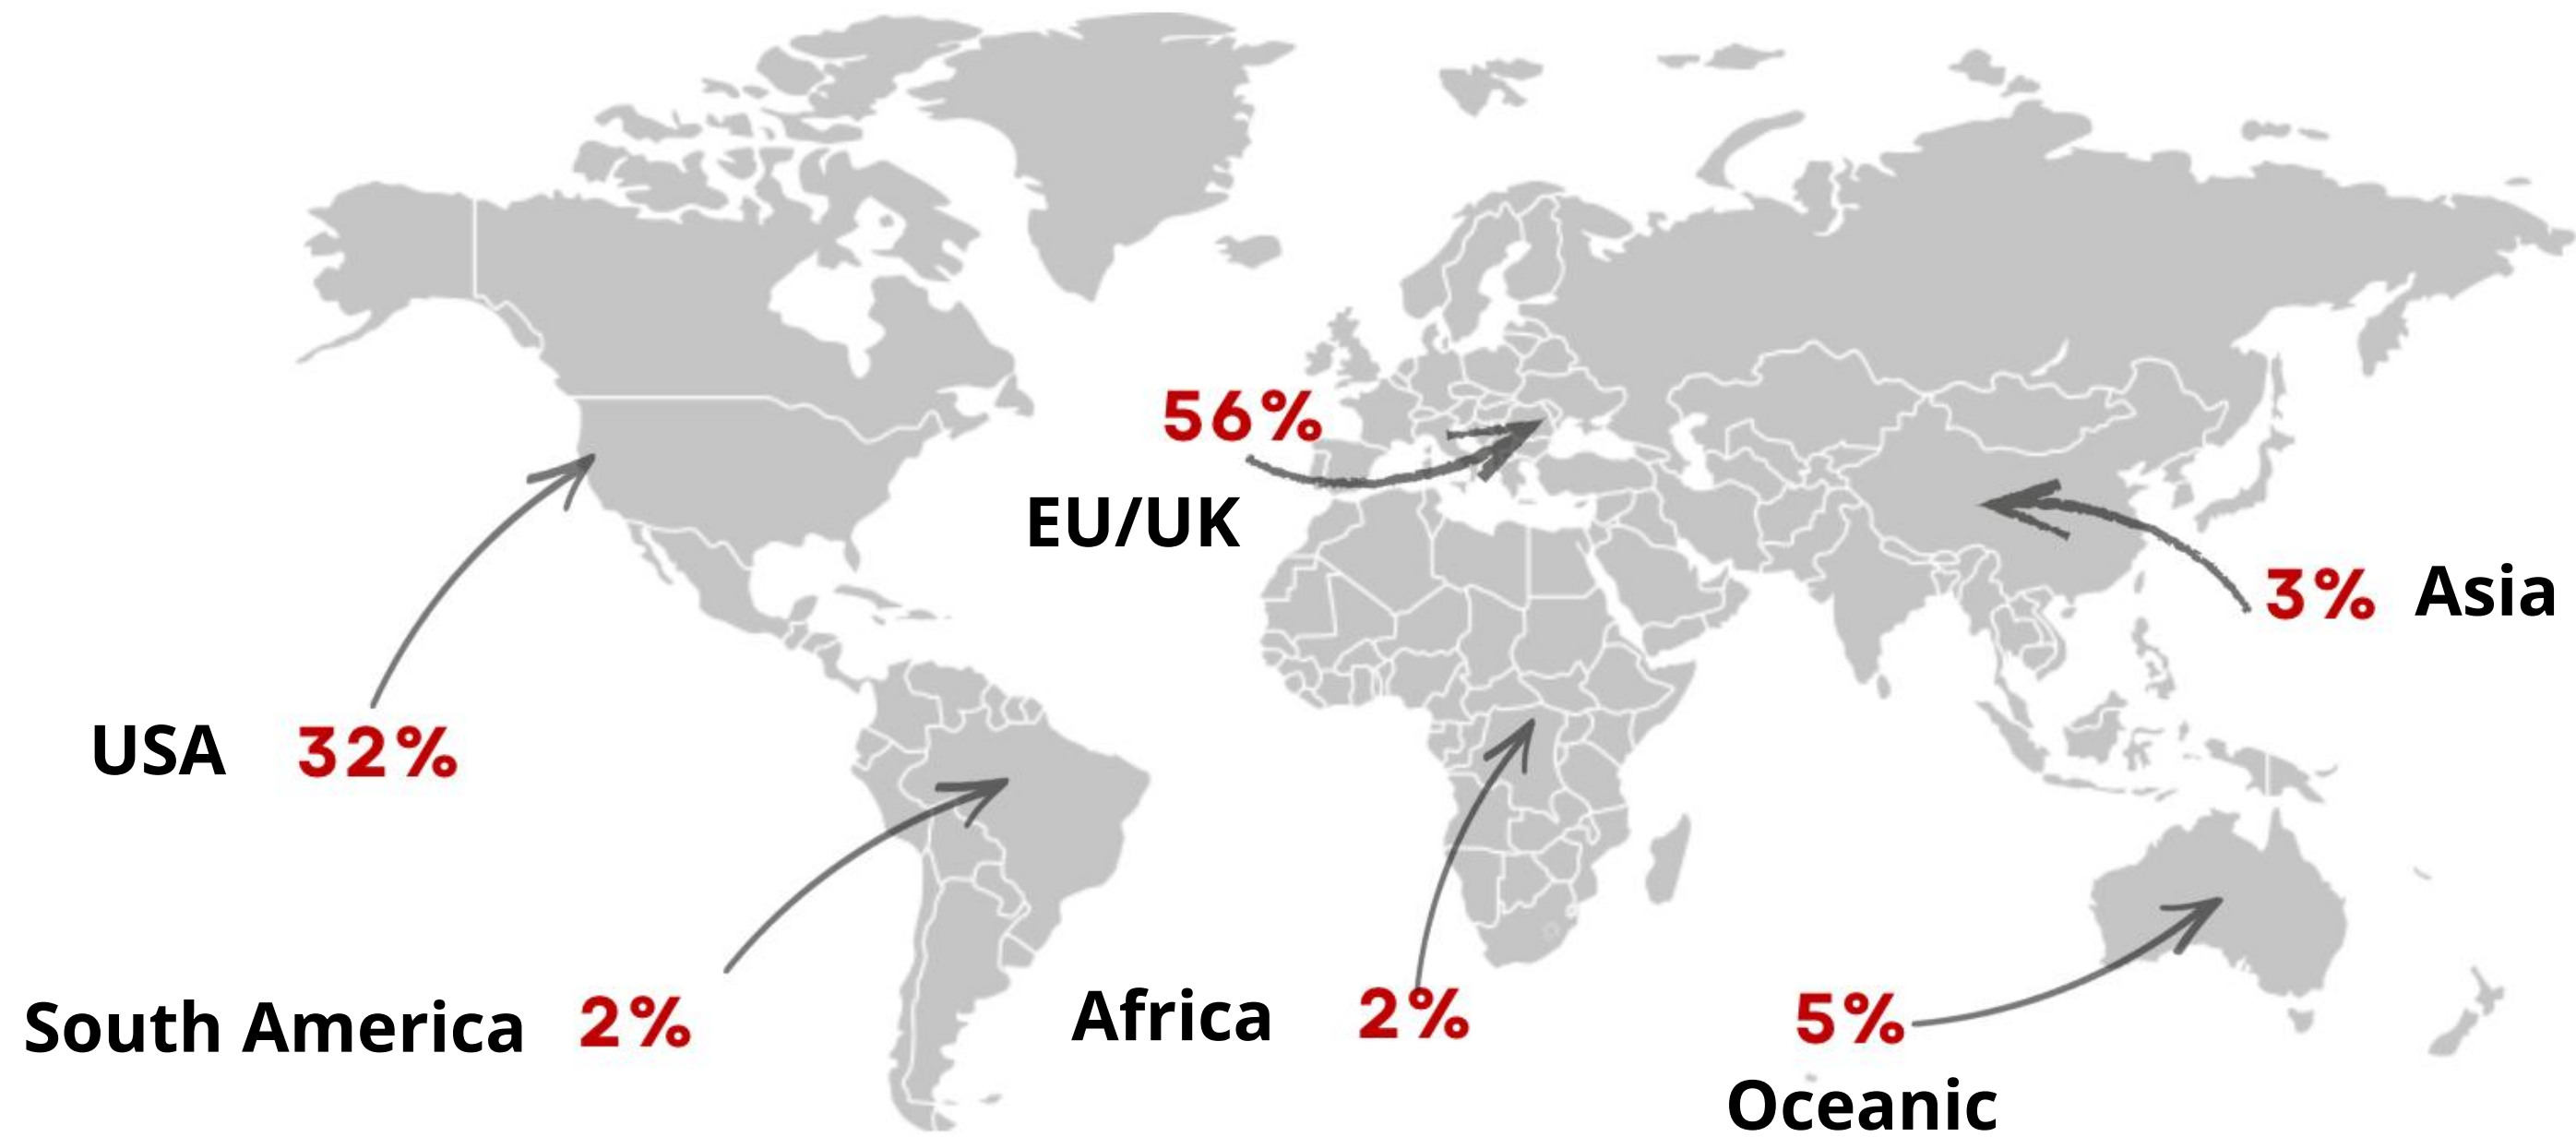 56%
EU/UK
3% Asia
USA 32%
South America 2%
Africa 2%
5%
Oceanic